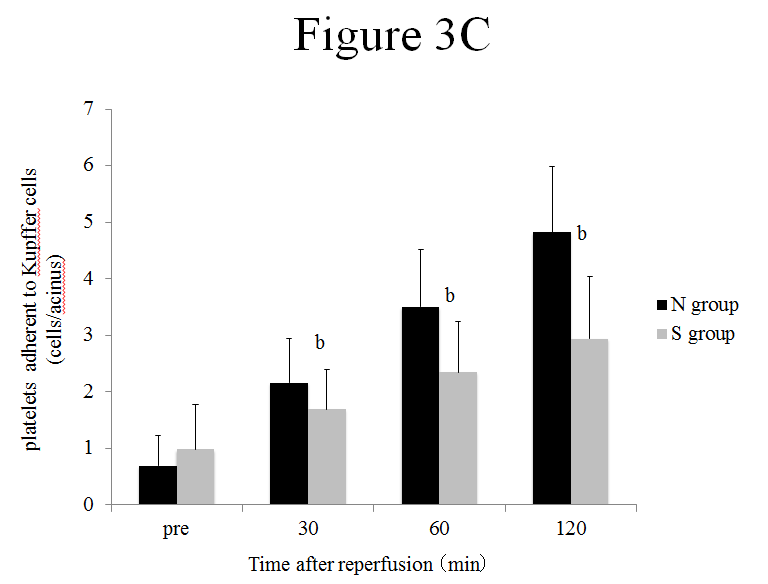 Figure 3C
7
6
5
4
3
2
1
0
platelets adherent to Kupffer cells
(cells/acinus)
b
b
b
N group
S group
pre 30 60 120
Time after reperfusion (min)